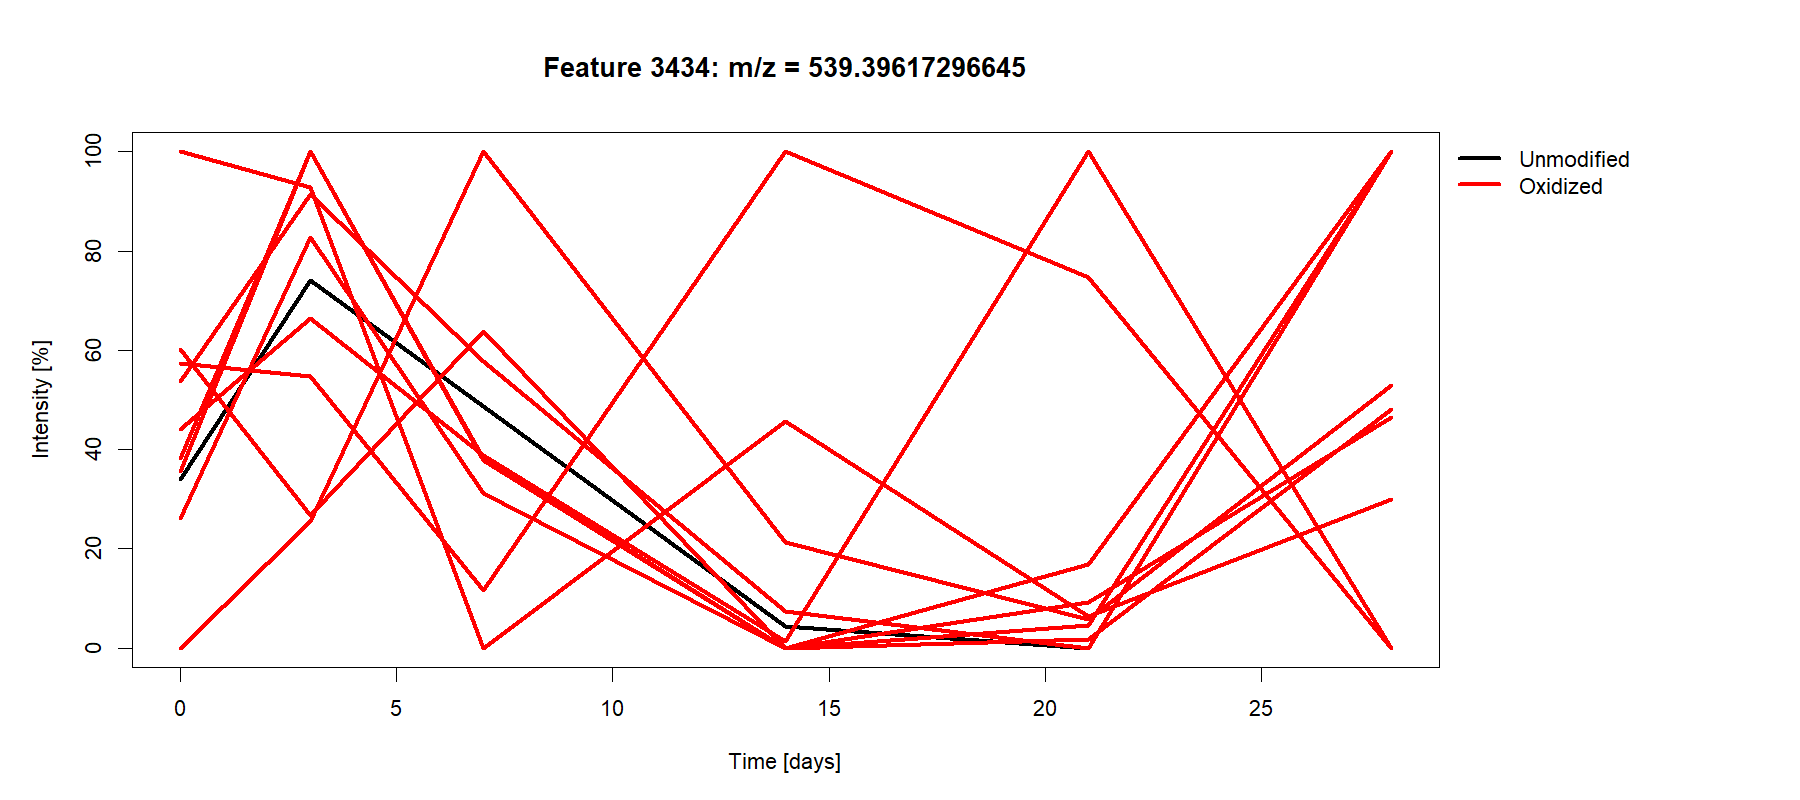 Feature 3434: m/z = 539.39617296645
Unmodified
Oxidized
Intensity [%]
100
80
60
40
20
0
0 5 10 15 20 25
Time [days]